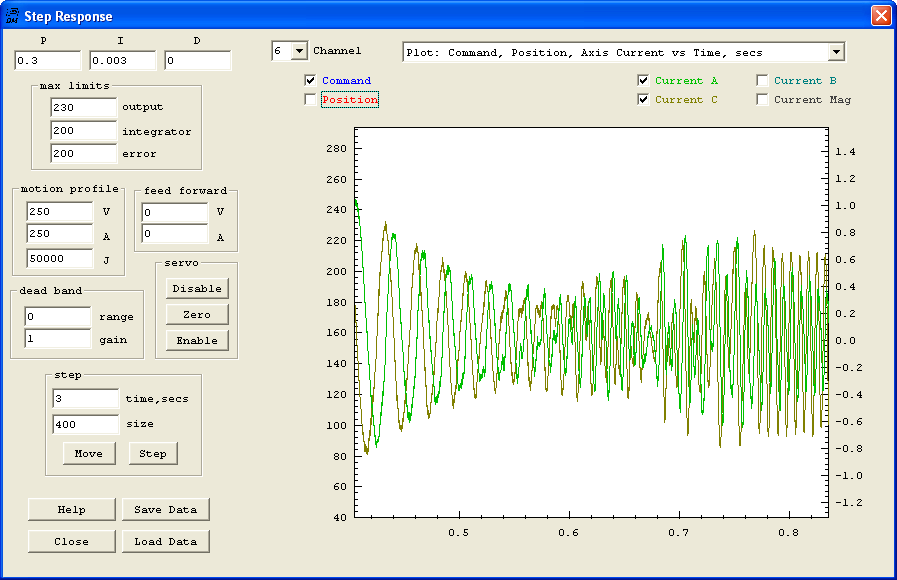 Step Response
P I D
0.3 0.003 0
max limits
230 output
200 integrator
200 error
motion profile
250 V
250 A
50000 J
feed forward
0 V
0 A
dead band
0 range
1 gain
servo
Disable
Zero
Enable
step
3 time,secs
400 size
Move Step
Help Save Data
Close Load Data
6 Channel
Plot: Command, Position, Axis Current vs Time, secs
Command
Position
Current A Current B
Current C Current Mag
280
260
240
220
200
180
160
140
120
100
80
60
40
1.4
1.2
1.0
0.8
0.6
0.4
0.2
0.0
-0.2
-0.4
-0.6
-0.8
-1.0
-1.2
0.5 0.6 0.7 0.8